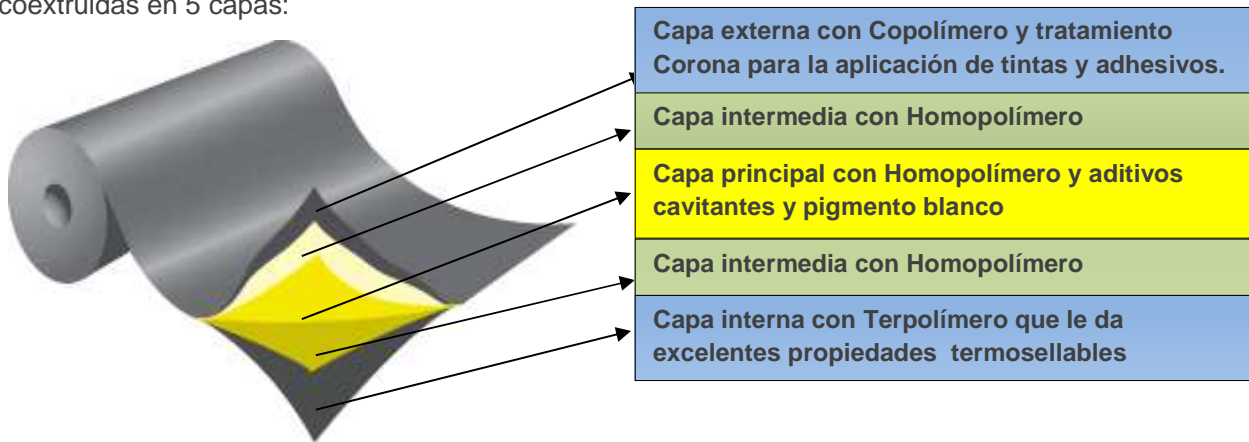 coextruidas en 5 capas:
Capa externa con Copolímero y tratamiento
Corona para la aplicación de tintas y adhesivos.
Capa intermedia con Homopolímero
Capa principal con Homopolímero y aditivos
cavitantes y pigmento blanco
Capa intermedia con Homopolímero
Capa interna con Terpolímero que le da
excelentes propiedades termosellables